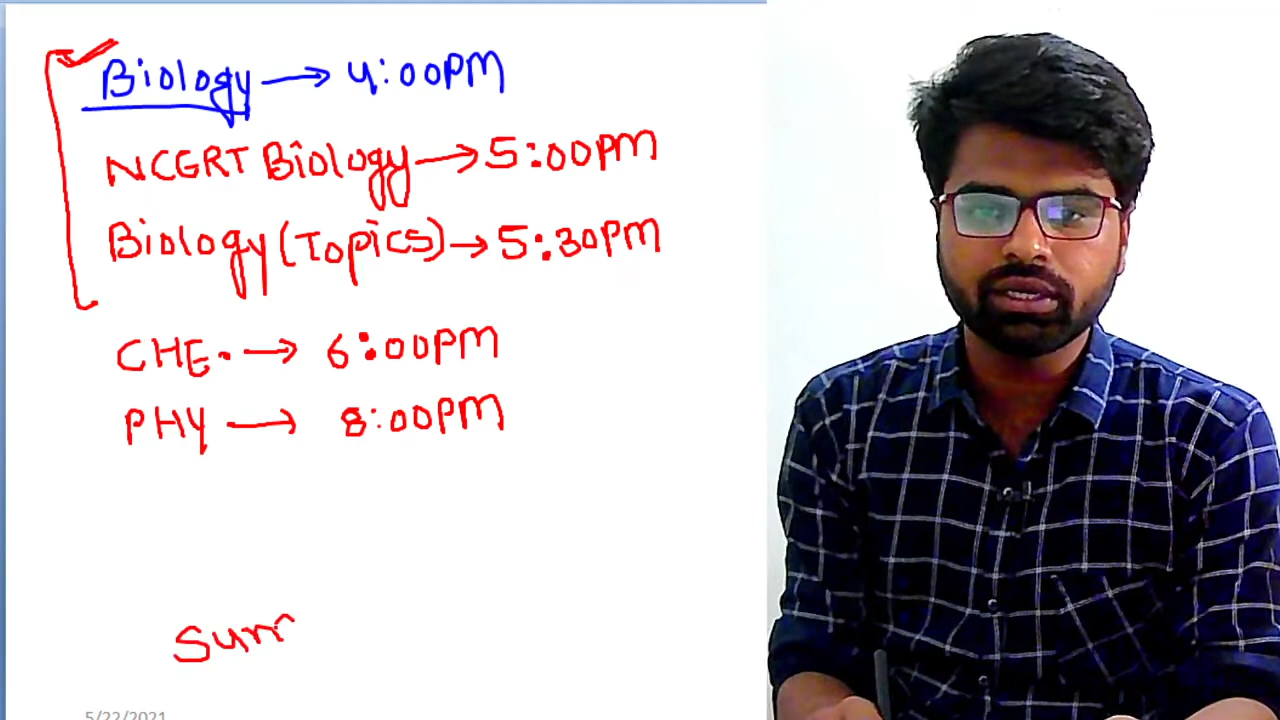 Biology → 4:00PM
NCERT Biology → 5:00PM
Biology (Topics) → 5:30PM
CHE. → 6:00PM
PHY → 8:00PM
Sum
5/22/2021